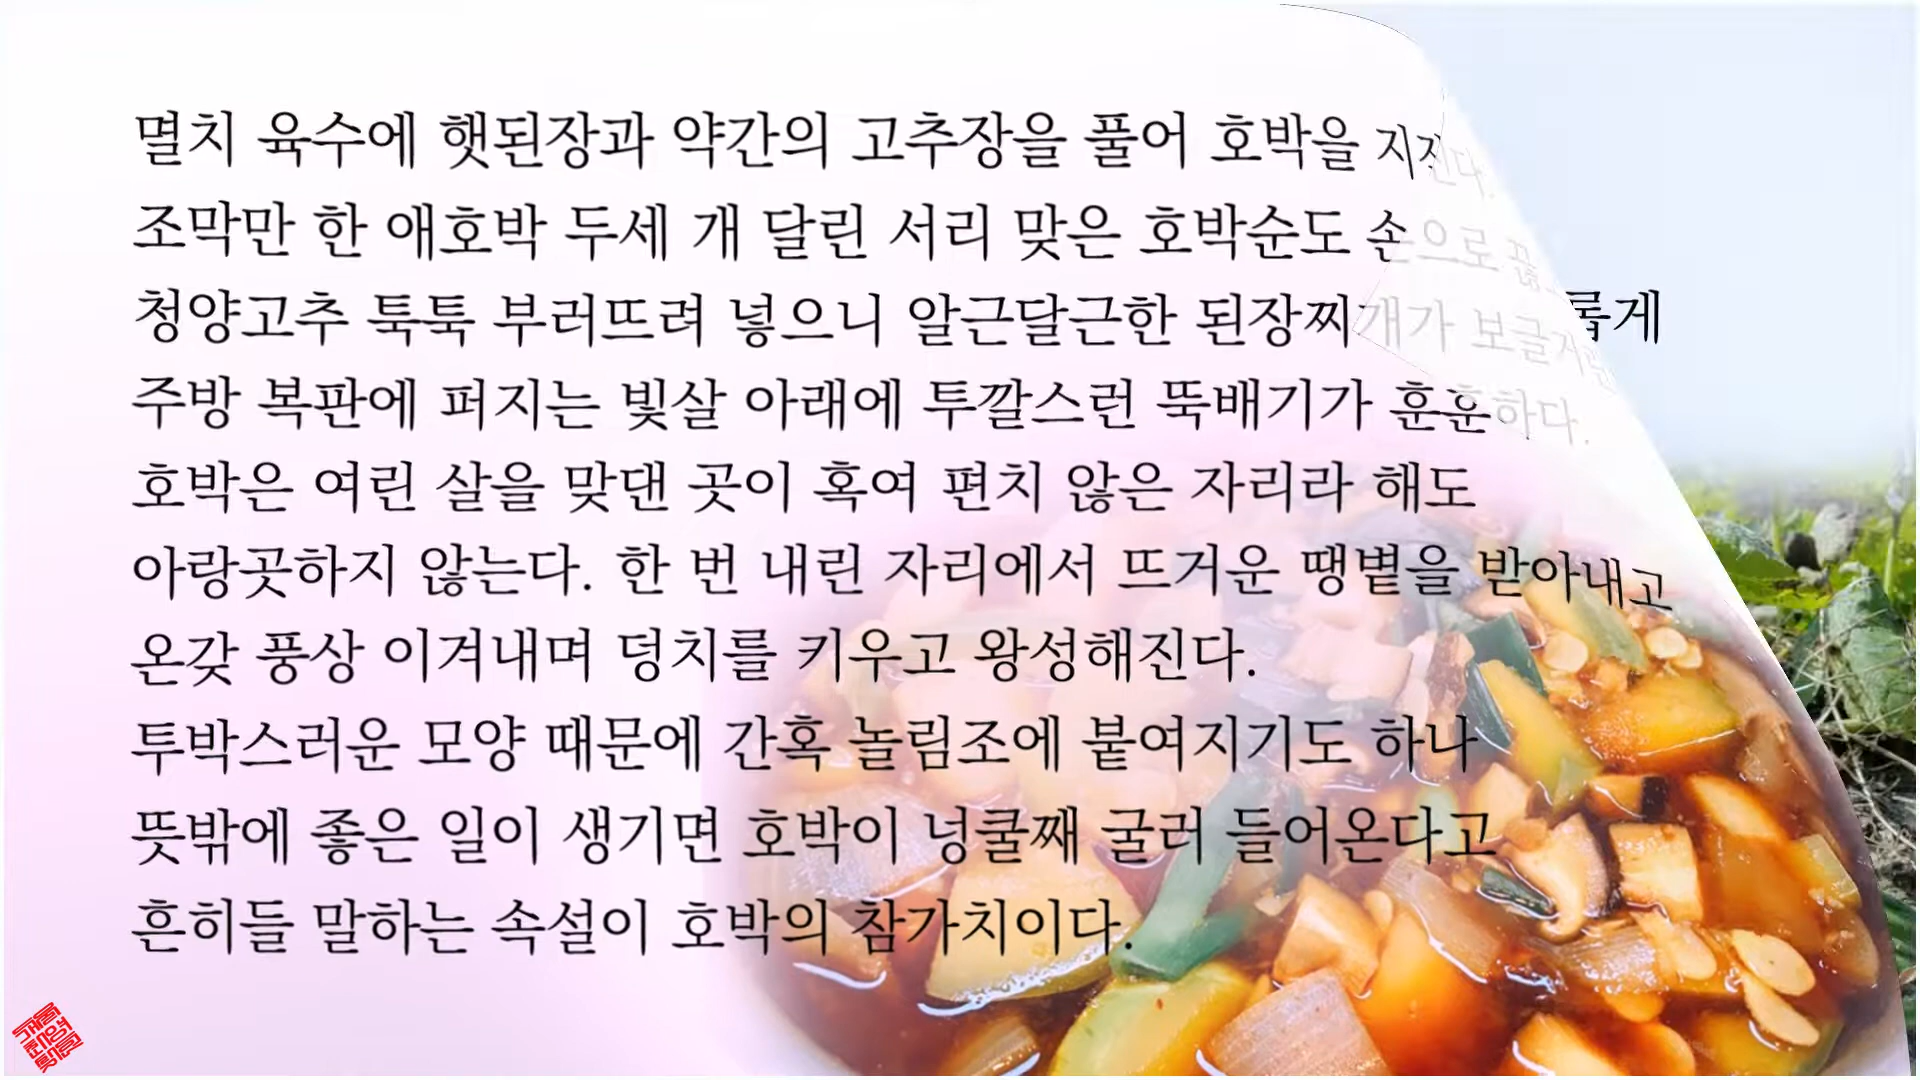 멸치 육수에 햇된장과 약간의 고추장을 풀어 호박을 지진다.
조막만 한 애호박 두세 개 달린 서리 맞은 호박순도 손으로
청양고추 툭툭 부러뜨려 넣으니 알근달근한 된장찌개가
주방 복판에 퍼지는 빛살 아래에 투깔스런 뚝배기가 훈훈하다.
호박은 여린 살을 맞댄 곳이 혹여 편치 않은 자리라 해도
아랑곳하지 않는다. 한 번 내린 자리에서 뜨거운 땡볕을 받아내고
온갖 풍상 이겨내며 덩치를 키우고 왕성해진다.
투박스러운 모양 때문에 간혹 놀림조에 붙여지기도 하나
뜻밖에 좋은 일이 생기면 호박이 넝쿨째 굴러 들어온다고
흔히들 말하는 속설이 호박의 참가치이다.